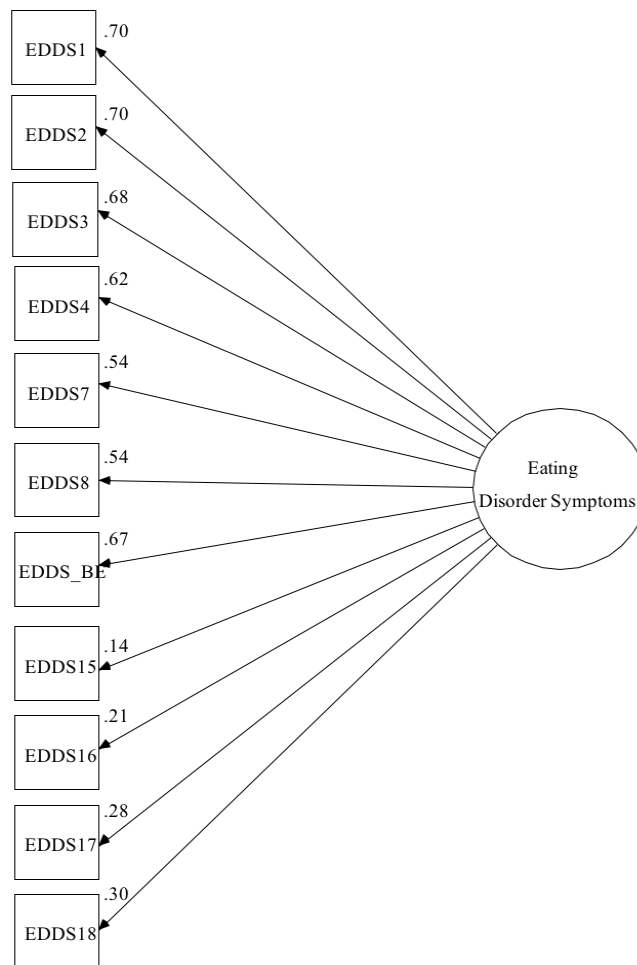 .70
EDDS1
.70
EDDS2
.68
EDDS3
.62
EDDS4
.54
EDDS7
.54
EDDS8
.67
EDDS_BE
.14
EDDS15
.21
EDDS16
.28
EDDS17
.30
EDDS18
Eating
Disorder Symptoms